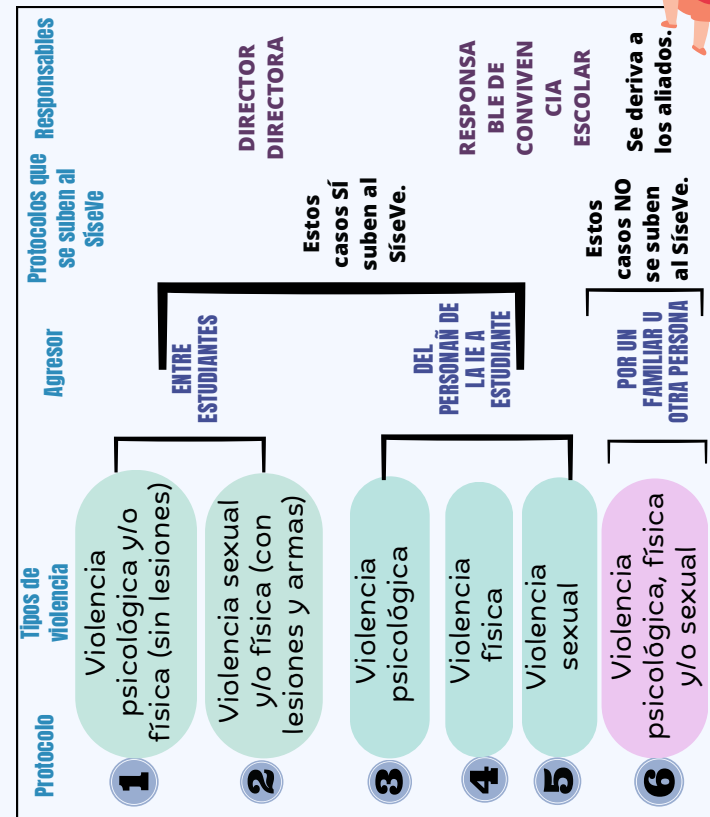 Protocolo
Tipos de
violencia
Agresor
Protocolos que
se suben al
SíseVe
Responsables
1
Violencia
psicológica y/o
física (sin lesiones)
2
Violencia sexual
y/o física (con
lesiones y armas)
ENTRE
ESTUDIANTES
3
Violencia
psicológica
4
Violencia
física
5
Violencia
sexual
DEL
PERSONAÑ DE
LA IE A
ESTUDIANTE
Estos
casos SÍ
suben al
SíseVe.
DIRECTOR
DIRECTORA
RESPONSA
BLE DE
CONVIVEN
CIA
ESCOLAR
6
Violencia
psicológica, física
y/o sexual
POR UN
FAMILIAR U
OTRA PERSONA
Estos
casos NO
se suben
al SíseVe.
Se deriva a
los aliados.